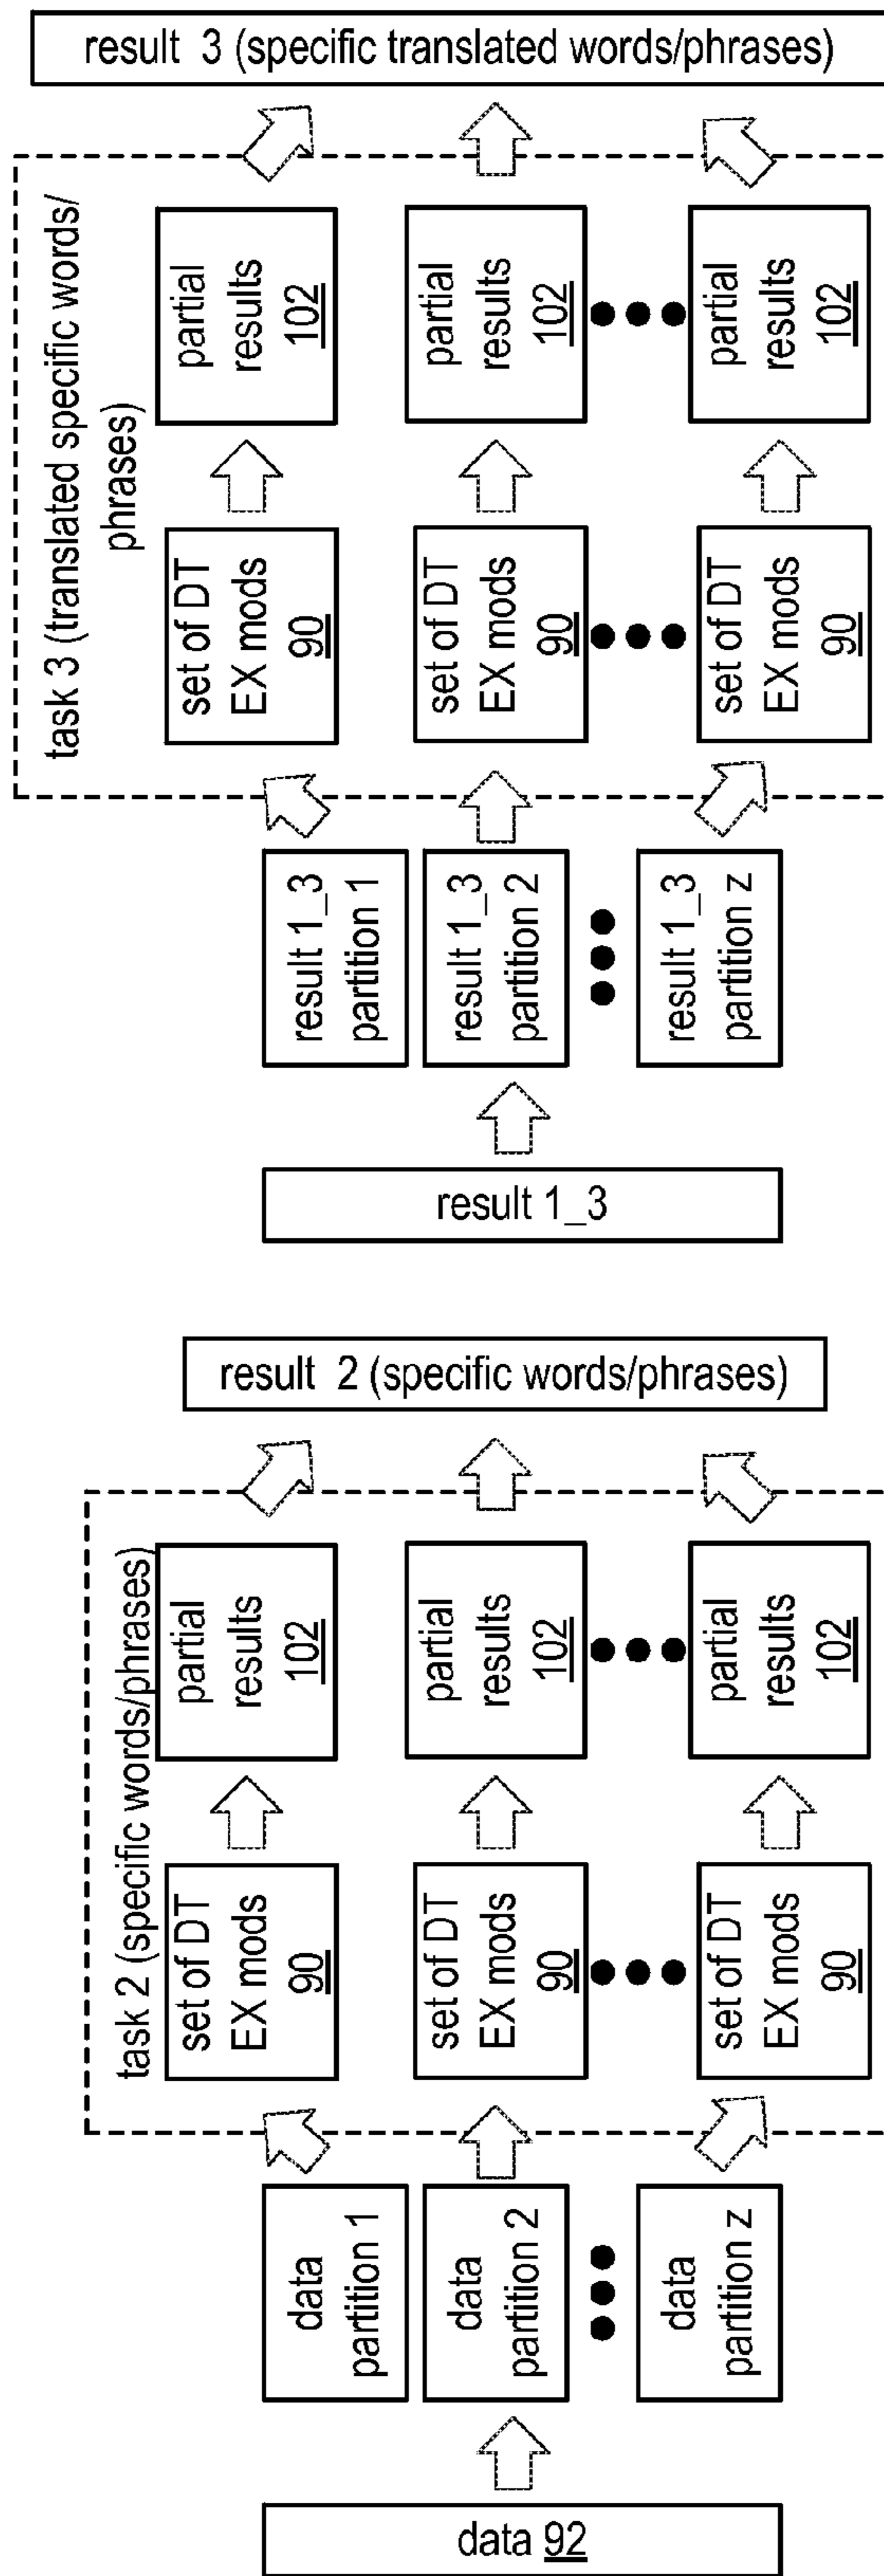 data 92
data
partition 1
data
partition 2
data
partition z
task 2 (specific words/phrases)
set of DT
EX mods
90
set of DT
EX mods
90
set of DT
EX mods
90
partial
results
102
partial
results
102
partial
results
102
result 2 (specific words/phrases)
result 1_3
result 1_3
partition 1
result 1_3
partition 2
result 1_3
partition z
task 3 (translated specific words/
phrases)
set of DT
EX mods
90
set of DT
EX mods
90
set of DT
EX mods
90
partial
results
102
partial
results
102
partial
results
102
result 3 (specific translated words/phrases)